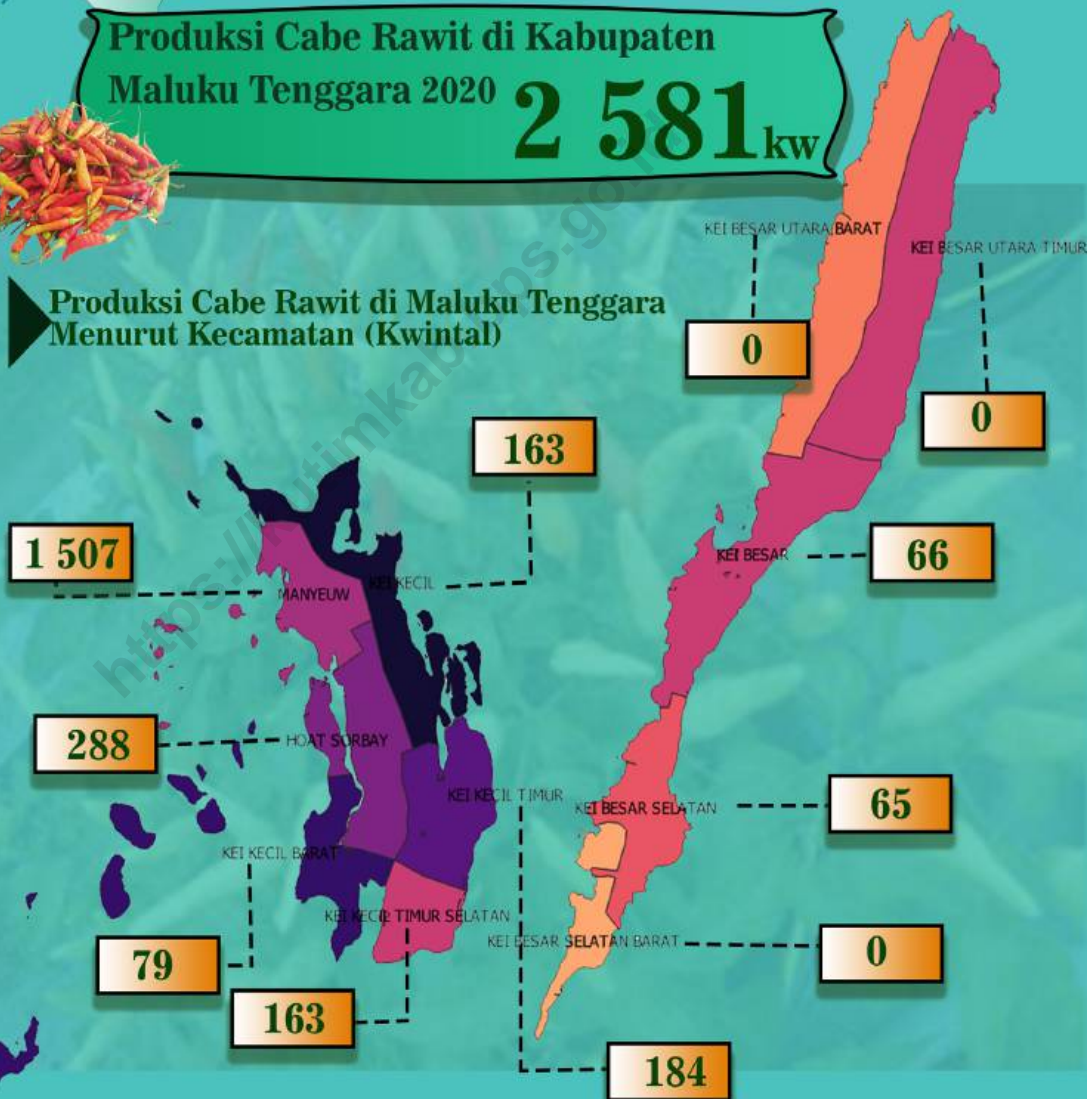 Produksi Cabe Rawit di Kabupaten
Maluku Tenggara 2020 2 581 kw
Produksi Cabe Rawit di Maluku Tenggara
Menurut Kecamatan (Kwintal)
KEI BESAR UTARA BARAT
0
KEI BESAR UTARA TIMUR
0
163
KEI KECIL
1 507
MANYEUW
KEI BESAR
66
288
HOAT SORBAY
KEI KECIL TIMUR
KEI BESAR SELATAN
65
KEI KECIL BARAT
KEI KECIL TIMUR SELATAN
KEI BESAR SELATAN BARAT
0
79
163
184